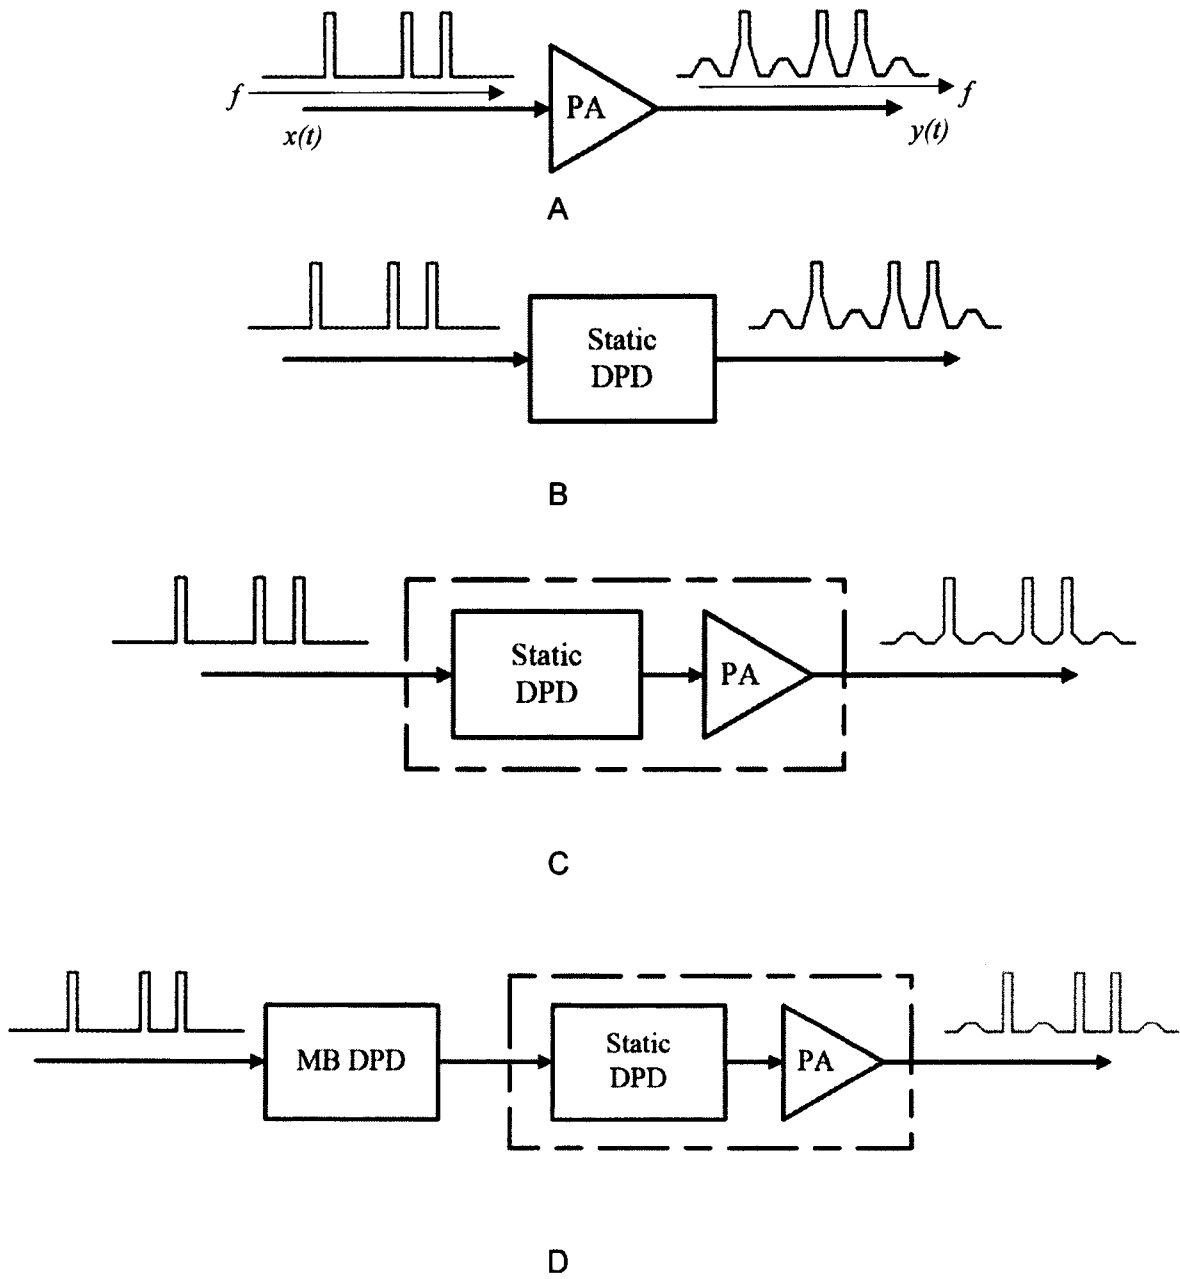 f
f
x(t)
PA
y(t)
A
Static
DPD
B
Static
DPD
PA
C
MB DPD
Static
DPD
PA
D